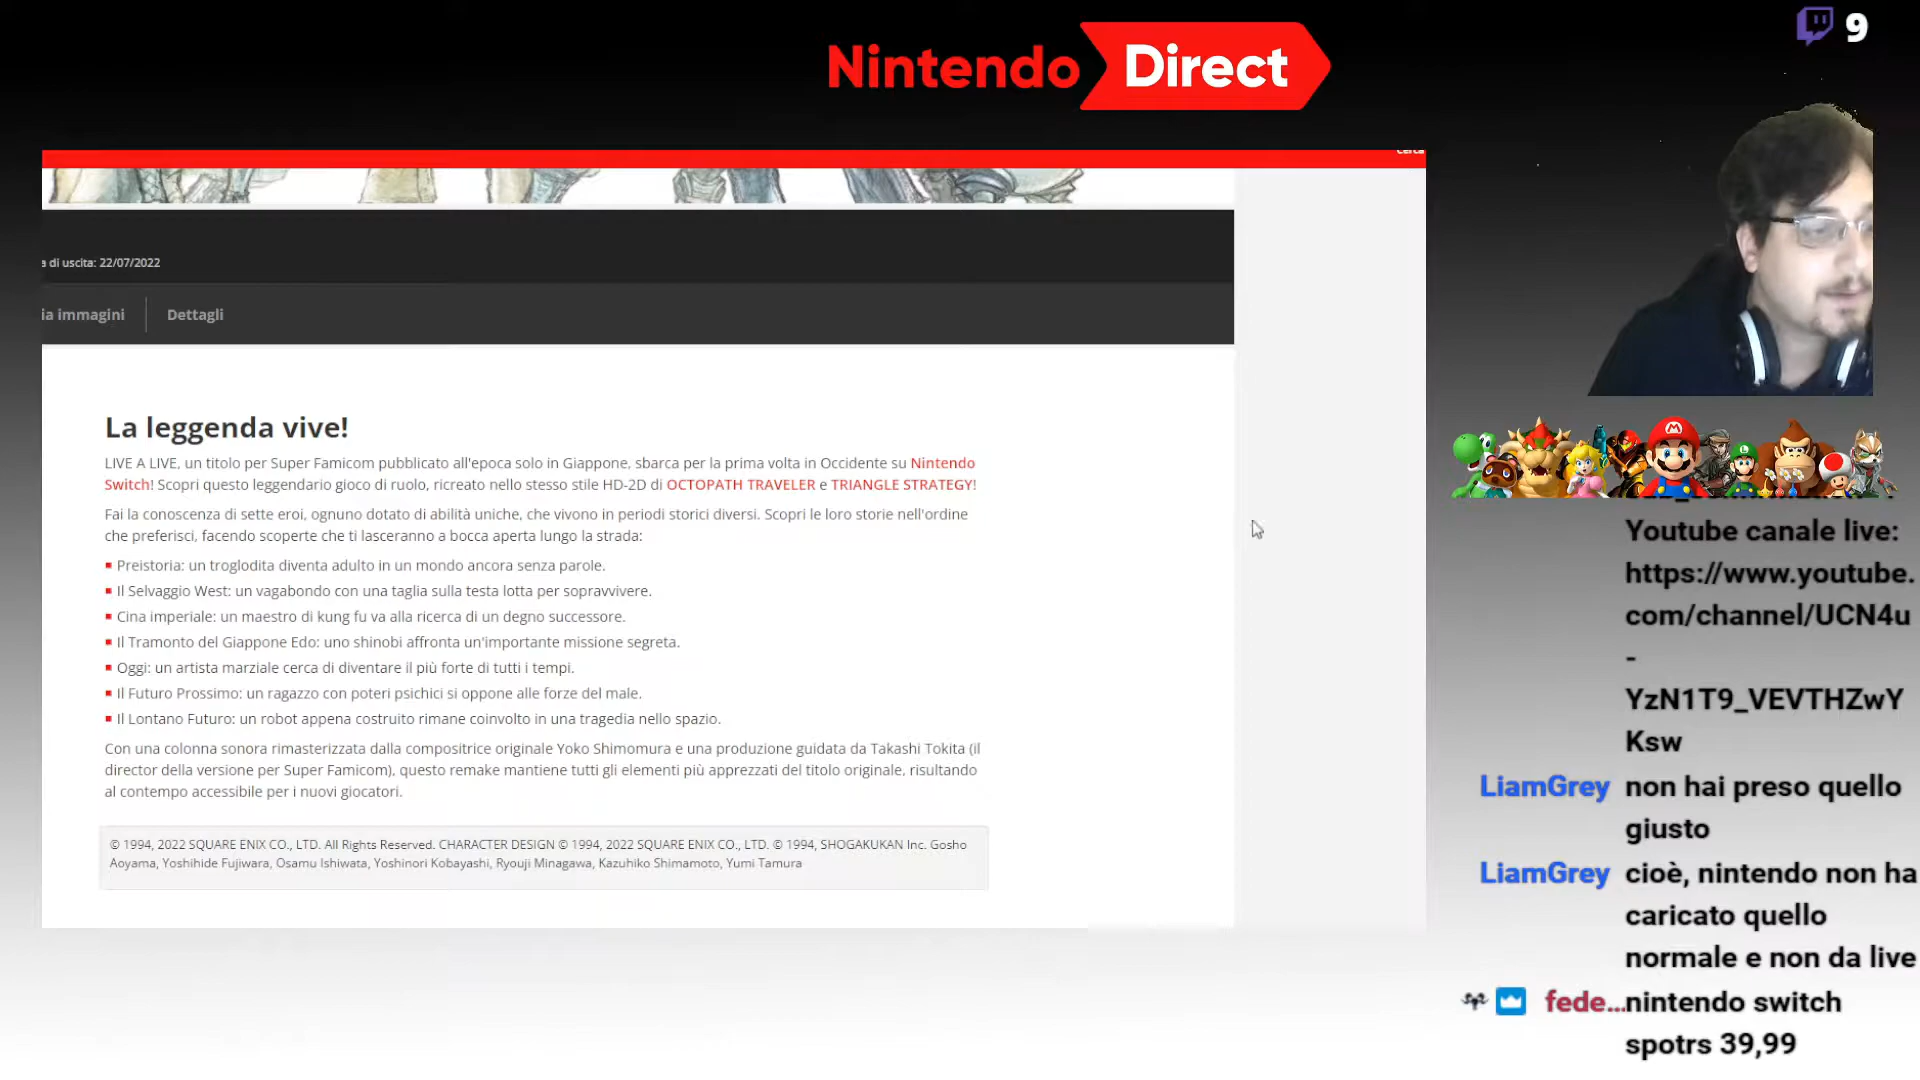 Nintendo Direct
9
cerca
a di uscita: 22/07/2022
ia immagini
Dettagli
La leggenda vive!
LIVE A LIVE, un titolo per Super Famicom pubblicato all'epoca solo in Giappone, sbarca per la prima volta in Occidente su Nintendo
Switch! Scopri questo leggendario gioco di ruolo, ricreato nello stesso stile HD-2D di OCTOPATH TRAVELER e TRIANGLE STRATEGY!
Fai la conoscenza di sette eroi, ognuno dotato di abilità uniche, che vivono in periodi storici diversi. Scopri le loro storie nell'ordine
che preferisci, facendo scoperte che ti lasceranno a bocca aperta lungo la strada:
Preistoria: un troglodita diventa adulto in un mondo ancora senza parole.
Il Selvaggio West: un vagabondo con una taglia sulla testa lotta per sopravvivere.
Cina imperiale: un maestro di kung fu va alla ricerca di un degno successore.
Il Tramonto del Giappone Edo: uno shinobi affronta un'importante missione segreta.
Oggi: un artista marziale cerca di diventare il più forte di tutti i tempi.
Il Futuro Prossimo: un ragazzo con poteri psichici si oppone alle forze del male.
Il Lontano Futuro: un robot appena costruito rimane coinvolto in una tragedia nello spazio.
Con una colonna sonora rimasterizzata dalla compositrice originale Yoko Shimomura e una produzione guidata da Takashi Tokita (il
director della versione per Super Famicom), questo remake mantiene tutti gli elementi più apprezzati del titolo originale, risultando
al contempo accessibile per i nuovi giocatori.
© 1994, 2022 SQUARE ENIX CO., LTD. All Rights Reserved. CHARACTER DESIGN © 1994, 2022 SQUARE ENIX CO., LTD. © 1994, SHOGAKUKAN Inc. Gosho
Aoyama, Yoshihide Fujiwara, Osamu Ishiwata, Yoshinori Kobayashi, Ryouji Minagawa, Kazuhiko Shimamoto, Yumi Tamura
Youtube canale live:
https://www.youtube.
com/channel/UCN4u
-
YzN1T9_VEVTHZwY
Ksw
LiamGrey non hai preso quello
giusto
LiamGrey cioè, nintendo non ha
caricato quello
normale e non da live
fede... nintendo switch
spotrs 39,99